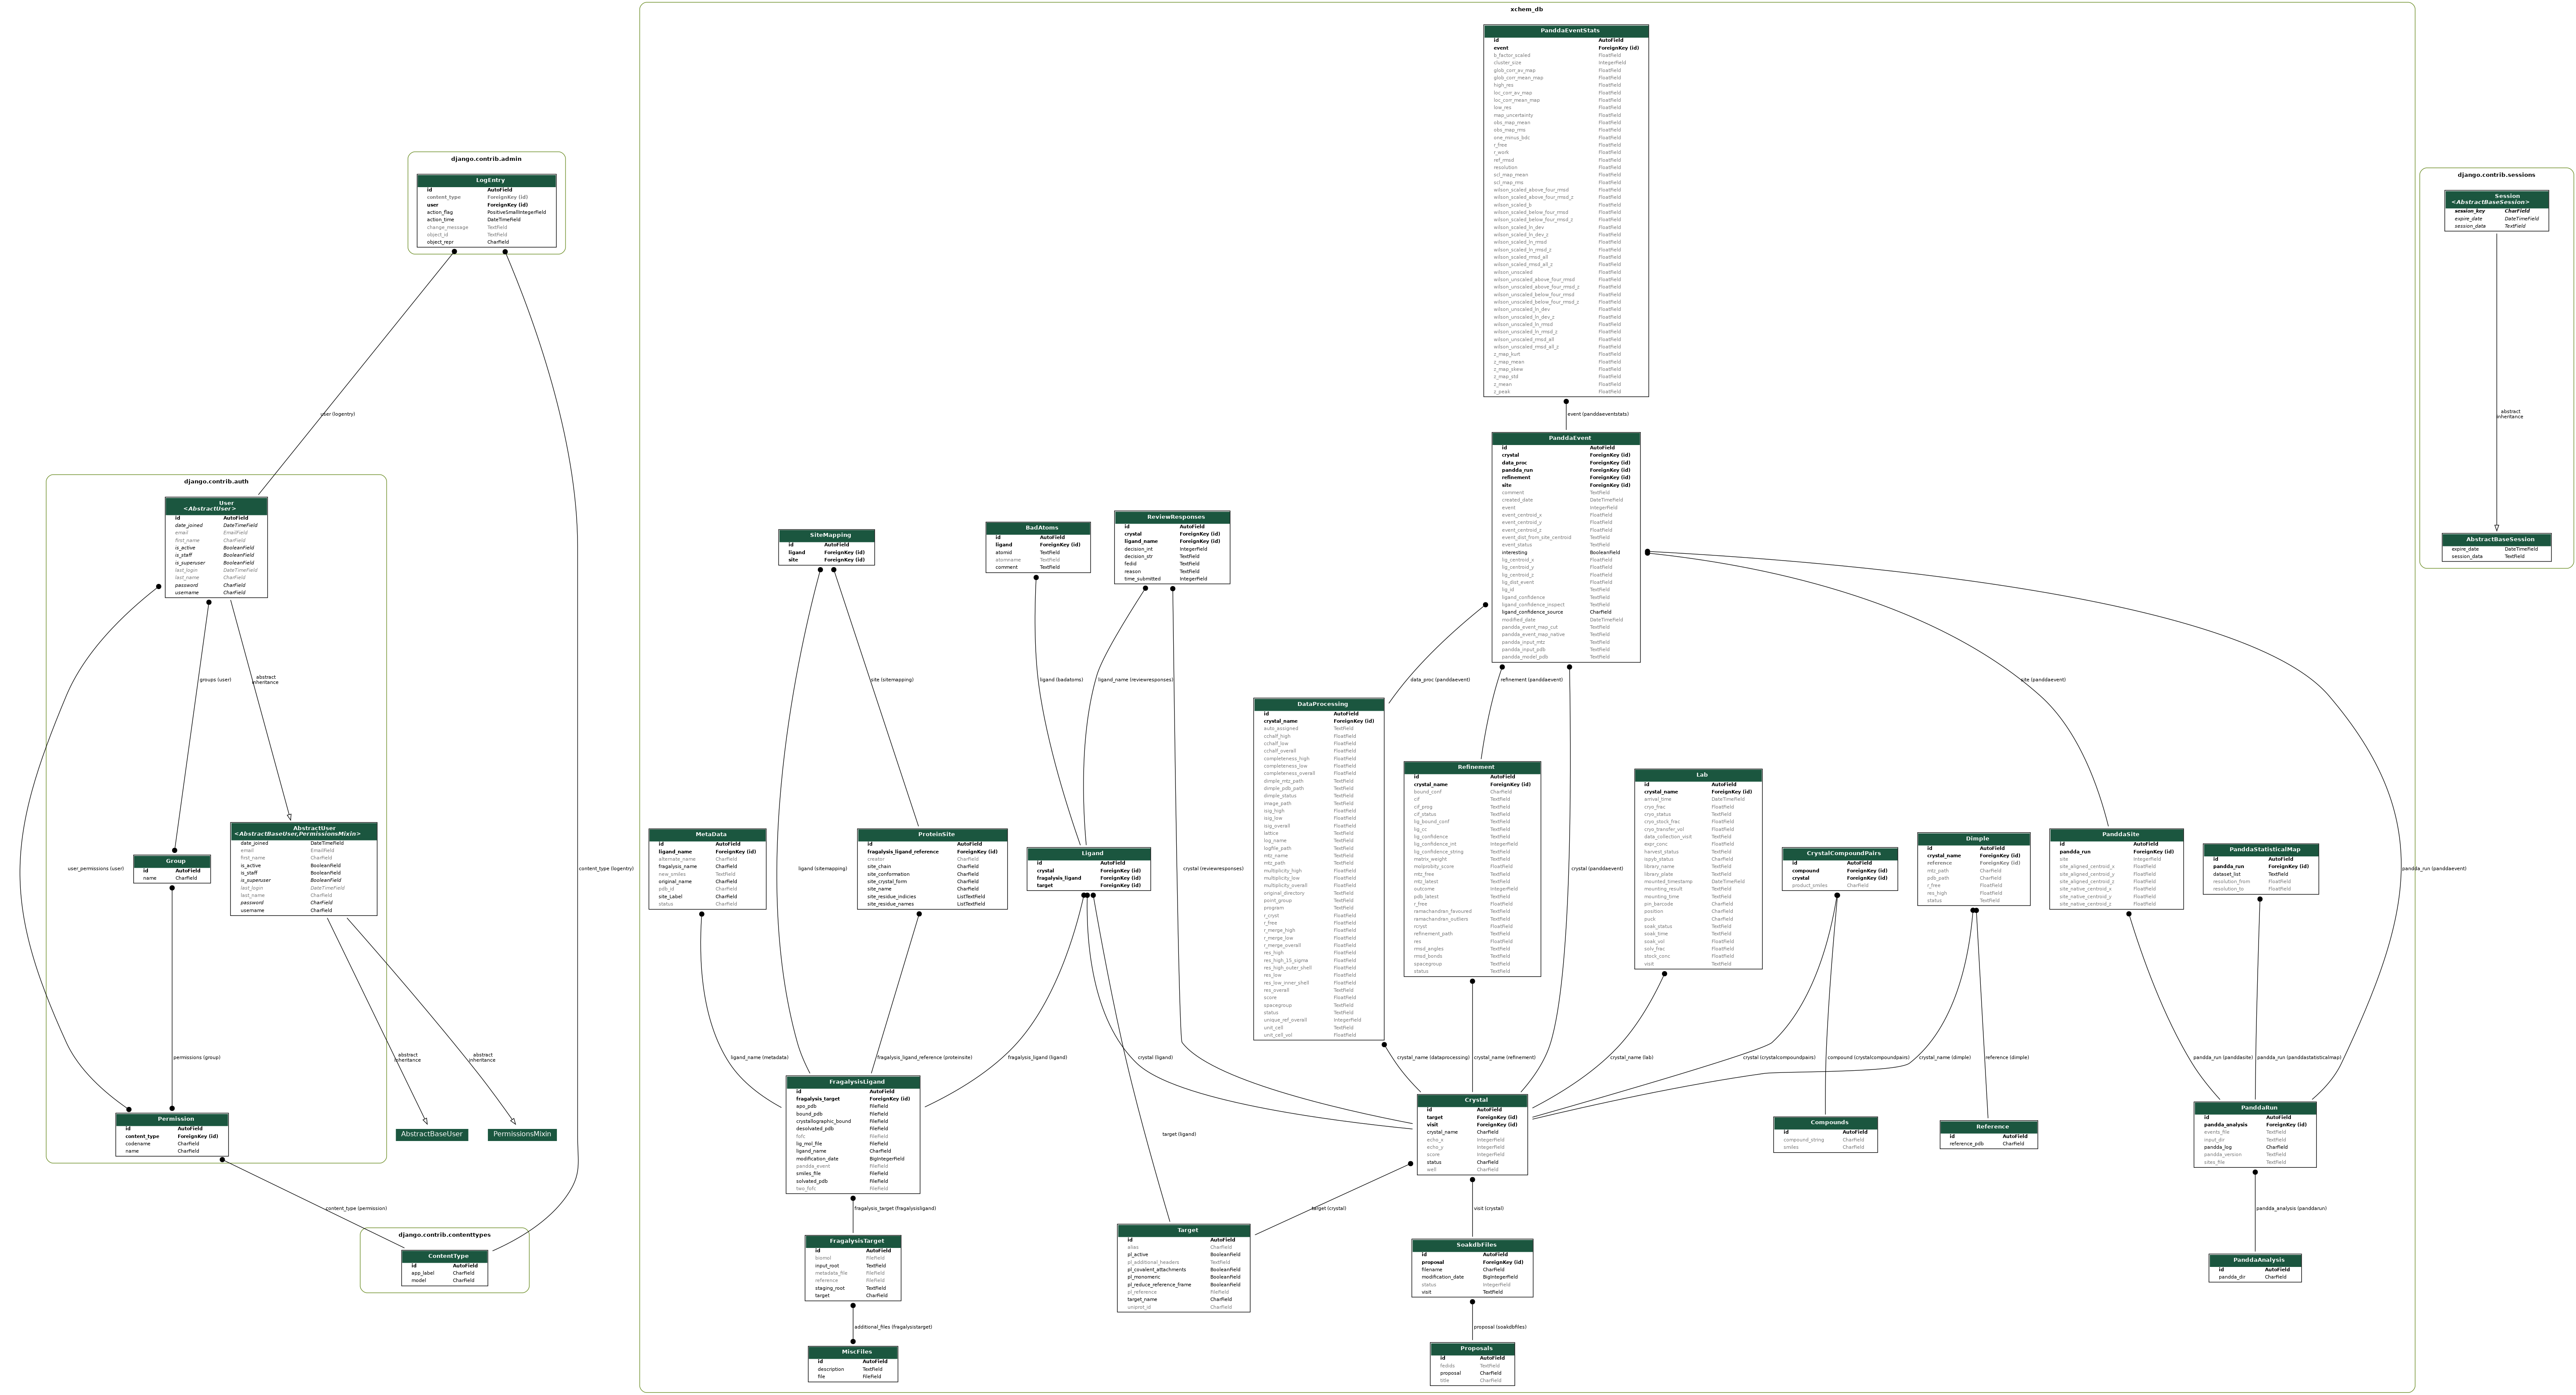 xchem_db
PanddaEventStats
id AutoField
event ForeignKey (id)
b_factor_scaled FloatField
cluster_size IntegerField
glob_corr_av_map FloatField
glob_corr_mean_map FloatField
high_res FloatField
loc_corr_av_map FloatField
loc_corr_mean_map FloatField
low_res FloatField
map_uncertainty FloatField
obs_map_mean FloatField
obs_map_rms FloatField
one_minus_bdc FloatField
r_free FloatField
r_work FloatField
ref_rmsd FloatField
resolution FloatField
scl_map_mean FloatField
scl_map_rms FloatField
wilson_scaled_above_four_rmsd FloatField
wilson_scaled_above_four_rmsd_z FloatField
wilson_scaled_b FloatField
wilson_scaled_below_four_rmsd FloatField
wilson_scaled_below_four_rmsd_z FloatField
wilson_scaled_ln_dev FloatField
wilson_scaled_ln_dev_z FloatField
wilson_scaled_ln_rmsd FloatField
wilson_scaled_ln_rmsd_z FloatField
wilson_scaled_rmsd_all FloatField
wilson_scaled_rmsd_all_z FloatField
wilson_unscaled FloatField
wilson_unscaled_above_four_rmsd FloatField
wilson_unscaled_above_four_rmsd_z FloatField
wilson_unscaled_below_four_rmsd FloatField
wilson_unscaled_below_four_rmsd_z FloatField
wilson_unscaled_ln_dev FloatField
wilson_unscaled_ln_dev_z FloatField
wilson_unscaled_ln_rmsd FloatField
wilson_unscaled_ln_rmsd_z FloatField
wilson_unscaled_rmsd_all FloatField
wilson_unscaled_rmsd_all_z FloatField
z_map_kurt FloatField
z_map_mean FloatField
z_map_skew FloatField
z_map_std FloatField
z_mean FloatField
z_peak FloatField
django.contrib.admin
LogEntry
id AutoField
content_type ForeignKey (id)
user ForeignKey (id)
action_flag PositiveSmallIntegerField
action_time DateTimeField
change_message TextField
object_id TextField
object_repr CharField
django.contrib.sessions
Session
<AbstractBaseSession>
session_key CharField
expire_date DateTimeField
session_data TextField
user (logentry)
event (panddaeventstats)
abstract
inheritance
PanddaEvent
id AutoField
crystal ForeignKey (id)
data_proc ForeignKey (id)
pandda_run ForeignKey (id)
refinement ForeignKey (id)
site ForeignKey (id)
comment TextField
created_date DateTimeField
event IntegerField
event_centroid_x FloatField
event_centroid_y FloatField
event_centroid_z FloatField
event_dist_from_site_centroid TextField
event_status TextField
interesting BooleanField
lig_centroid_x FloatField
lig_centroid_y FloatField
lig_centroid_z FloatField
lig_dist_event FloatField
lig_id TextField
ligand_confidence TextField
ligand_confidence_inspect TextField
ligand_confidence_source CharField
modified_date DateTimeField
pandda_event_map_cut TextField
pandda_event_map_native TextField
pandda_input_mtz TextField
pandda_input_pdb TextField
pandda_model_pdb TextField
django.contrib.auth
User
<AbstractUser>
id AutoField
date_joined DateTimeField
email EmailField
first_name CharField
is_active BooleanField
is_staff BooleanField
is_superuser BooleanField
last_login DateTimeField
last_name CharField
password CharField
username CharField
SiteMapping
id AutoField
ligand ForeignKey (id)
site ForeignKey (id)
BadAtoms
id AutoField
ligand ForeignKey (id)
atomid TextField
atomname TextField
comment TextField
ReviewResponses
id AutoField
crystal ForeignKey (id)
ligand_name ForeignKey (id)
decision_int IntegerField
decision_str TextField
fedid TextField
reason TextField
time_submitted IntegerField
AbstractBaseSession
expire_date DateTimeField
session_data TextField
groups (user)
abstract
inheritance
site (sitemapping)
ligand (badatoms)
ligand_name (reviewresponses)
data_proc (panddaevent)
refinement (panddaevent)
site (panddaevent)
DataProcessing
id AutoField
crystal_name ForeignKey (id)
auto_assigned TextField
cchalf_high FloatField
cchalf_low FloatField
cchalf_overall FloatField
completeness_high FloatField
completeness_low FloatField
completeness_overall FloatField
dimple_mtz_path TextField
dimple_pdb_path TextField
dimple_status TextField
image_path TextField
isig_high FloatField
isig_low FloatField
isig_overall FloatField
lattice TextField
log_name TextField
logfile_path TextField
mtz_name TextField
mtz_path TextField
multiplicity_high FloatField
multiplicity_low FloatField
multiplicity_overall FloatField
original_directory TextField
point_group TextField
program TextField
r_cryst FloatField
r_free FloatField
r_merge_high FloatField
r_merge_low FloatField
r_merge_overall FloatField
res_high FloatField
res_high_15_sigma FloatField
res_high_outer_shell FloatField
res_low FloatField
res_low_inner_shell FloatField
res_overall TextField
score FloatField
spacegroup TextField
status TextField
unique_ref_overall IntegerField
unit_cell TextField
unit_cell_vol FloatField
Refinement
id AutoField
crystal_name ForeignKey (id)
bound_conf CharField
cif TextField
cif_prog TextField
cif_status TextField
lig_bound_conf TextField
lig_cc TextField
lig_confidence TextField
lig_confidence_int IntegerField
lig_confidence_string TextField
matrix_weight TextField
molprobity_score FloatField
mtz_free TextField
mtz_latest TextField
outcome IntegerField
pdb_latest TextField
r_free FloatField
ramachandran_favoured TextField
ramachandran_outliers TextField
rcryst FloatField
refinement_path TextField
res FloatField
rmsd_angles TextField
rmsd_bonds TextField
spacegroup TextField
status TextField
Lab
id AutoField
crystal_name ForeignKey (id)
arrival_time DateTimeField
cryo_frac FloatField
cryo_status TextField
cryo_stock_frac FloatField
cryo_transfer_vol FloatField
data_collection_visit TextField
expr_conc FloatField
harvest_status TextField
ispyb_status CharField
library_name TextField
library_plate TextField
mounted_timestamp DateTimeField
mounting_result TextField
mounting_time TextField
pin_barcode CharField
position CharField
puck CharField
soak_status TextField
soak_time TextField
soak_vol FloatField
solv_frac FloatField
stock_conc FloatField
visit TextField
AbstractUser
<AbstractBaseUser,PermissionsMixin>
date_joined DateTimeField
email EmailField
first_name CharField
is_active BooleanField
is_staff BooleanField
is_superuser BooleanField
last_login DateTimeField
last_name CharField
password CharField
username CharField
Group
id AutoField
name CharField
MetaData
id AutoField
ligand_name ForeignKey (id)
alternate_name CharField
fragalysis_name CharField
new_smiles TextField
original_name CharField
pdb_id CharField
site_Label CharField
status CharField
ProteinSite
id AutoField
fragalysis_ligand_reference ForeignKey (id)
creator CharField
site_chain CharField
site_conformation CharField
site_crystal_form CharField
site_name CharField
site_residue_indicies ListTextField
site_residue_names ListTextField
Ligand
id AutoField
crystal ForeignKey (id)
fragalysis_ligand ForeignKey (id)
target ForeignKey (id)
CrystalCompoundPairs
id AutoField
compound ForeignKey (id)
crystal ForeignKey (id)
product_smiles CharField
Dimple
id AutoField
crystal_name ForeignKey (id)
reference ForeignKey (id)
mtz_path CharField
pdb_path CharField
r_free FloatField
res_high FloatField
status TextField
PanddaSite
id AutoField
pandda_run ForeignKey (id)
site IntegerField
site_aligned_centroid_x FloatField
site_aligned_centroid_y FloatField
site_aligned_centroid_z FloatField
site_native_centroid_x FloatField
site_native_centroid_y FloatField
site_native_centroid_z FloatField
PanddaStatisticalMap
id AutoField
pandda_run ForeignKey (id)
dataset_list TextField
resolution_from FloatField
resolution_to FloatField
user_permissions (user)
content_type (logentry)
ligand (sitemapping)
crystal (reviewresponses)
crystal (panddaevent)
pandda_run (panddaevent)
permissions (group)
abstract
inheritance
abstract
inheritance
ligand_name (metadata)
fragalysis_ligand_reference (proteinsite)
fragalysis_ligand (ligand)
crystal (ligand)
crystal_name (dataprocessing)
crystal_name (refinement)
crystal_name (lab)
crystal (crystalcompoundpairs)
compound (crystalcompoundpairs)
crystal_name (dimple)
reference (dimple)
pandda_run (panddasite)
pandda_run (panddastatisticalmap)
Permission
id AutoField
content_type ForeignKey (id)
codename CharField
name CharField
AbstractBaseUser
PermissionsMixin
FragalysisLigand
id AutoField
fragalysis_target ForeignKey (id)
apo_pdb FileField
bound_pdb FileField
crystallographic_bound FileField
desolvated_pdb FileField
fofc FileField
lig_mol_file FileField
ligand_name CharField
modification_date BigIntegerField
pandda_event FileField
smiles_file FileField
solvated_pdb FileField
two_fofc FileField
target (ligand)
Crystal
id AutoField
target ForeignKey (id)
visit ForeignKey (id)
crystal_name CharField
echo_x IntegerField
echo_y IntegerField
score IntegerField
status CharField
well CharField
Compounds
id AutoField
compound_string CharField
smiles CharField
Reference
id AutoField
reference_pdb CharField
PanddaRun
id AutoField
pandda_analysis ForeignKey (id)
events_file TextField
input_dir TextField
pandda_log CharField
pandda_version TextField
sites_file TextField
content_type (permission)
fragalysis_target (fragalysisligand)
target (crystal)
visit (crystal)
pandda_analysis (panddarun)
django.contrib.contenttypes
ContentType
id AutoField
app_label CharField
model CharField
FragalysisTarget
id AutoField
biomol FileField
input_root TextField
metadata_file FileField
reference FileField
staging_root TextField
target CharField
Target
id AutoField
alias CharField
pl_active BooleanField
pl_additional_headers TextField
pl_covalent_attachments BooleanField
pl_monomeric BooleanField
pl_reduce_reference_frame BooleanField
pl_reference FileField
target_name CharField
uniprot_id CharField
SoakdbFiles
id AutoField
proposal ForeignKey (id)
filename CharField
modification_date BigIntegerField
status IntegerField
visit TextField
PanddaAnalysis
id AutoField
pandda_dir CharField
additional_files (fragalysistarget)
proposal (soakdbfiles)
MiscFiles
id AutoField
description TextField
file FileField
Proposals
id AutoField
fedids TextField
proposal CharField
title CharField